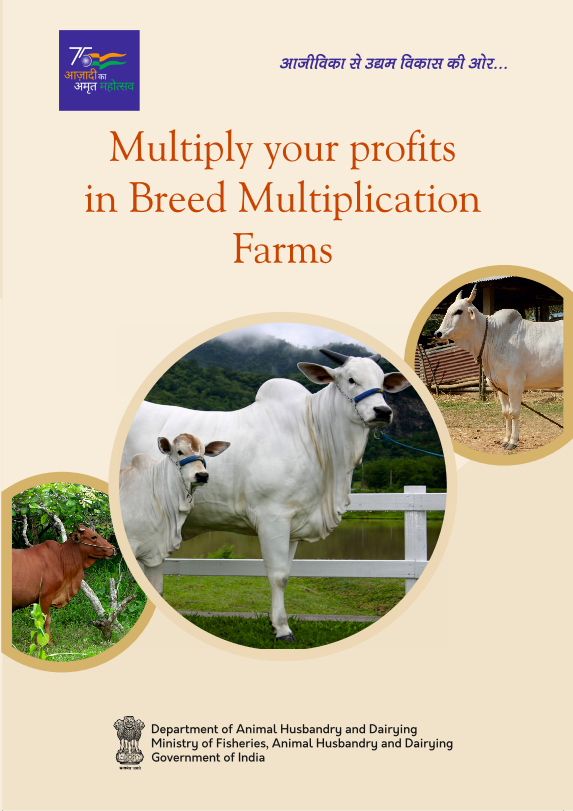 75
आज़ादी का
अमृत महोत्सव
आजीविका से उद्यम विकास की ओर...
Multiply your profits
in Breed Multiplication
Farms
Department of Animal Husbandry and Dairying
Ministry of Fisheries, Animal Husbandry and Dairying
Government of India
सत्यमेव जयते